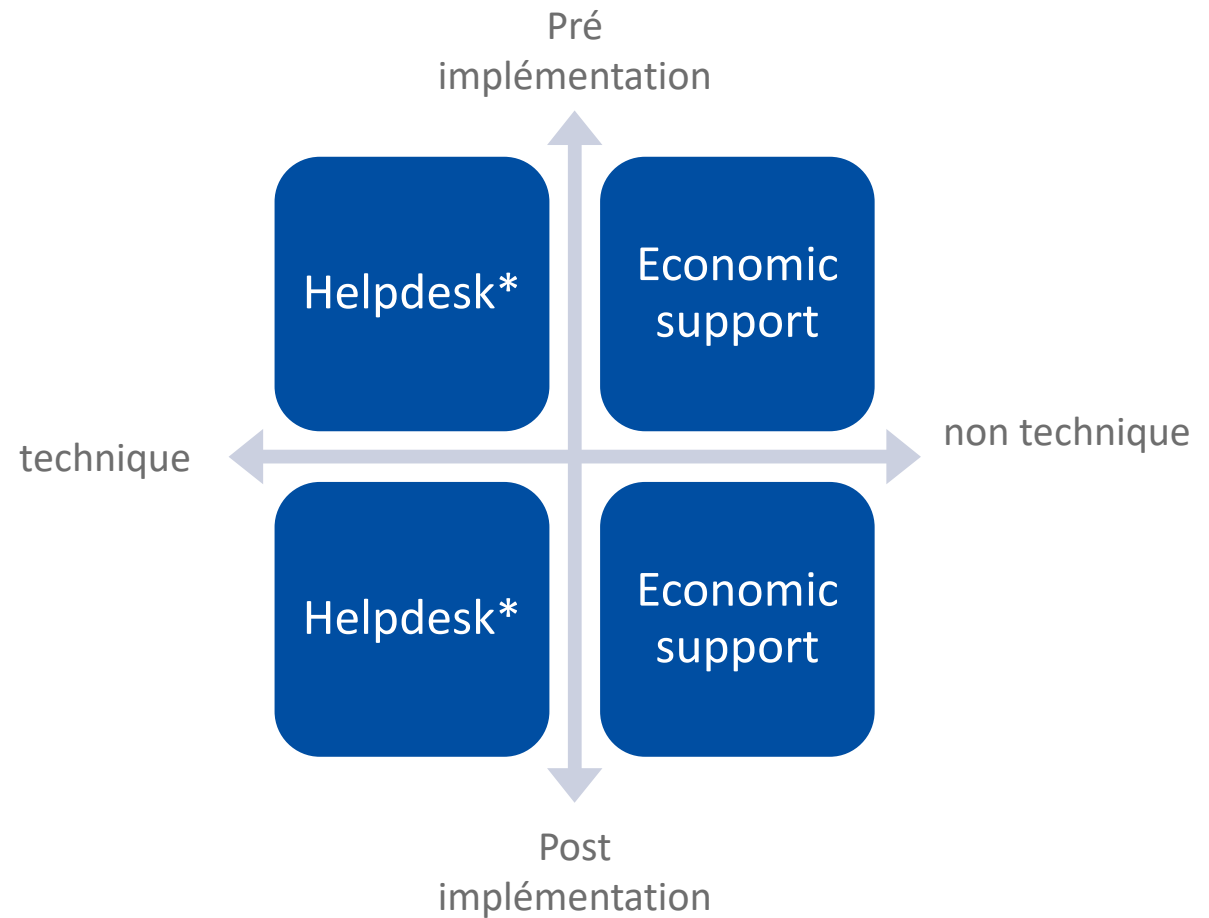 Pré
implémentation
Helpdesk*
Economic
support
technique
non technique
Helpdesk*
Economic
support
Post
implémentation